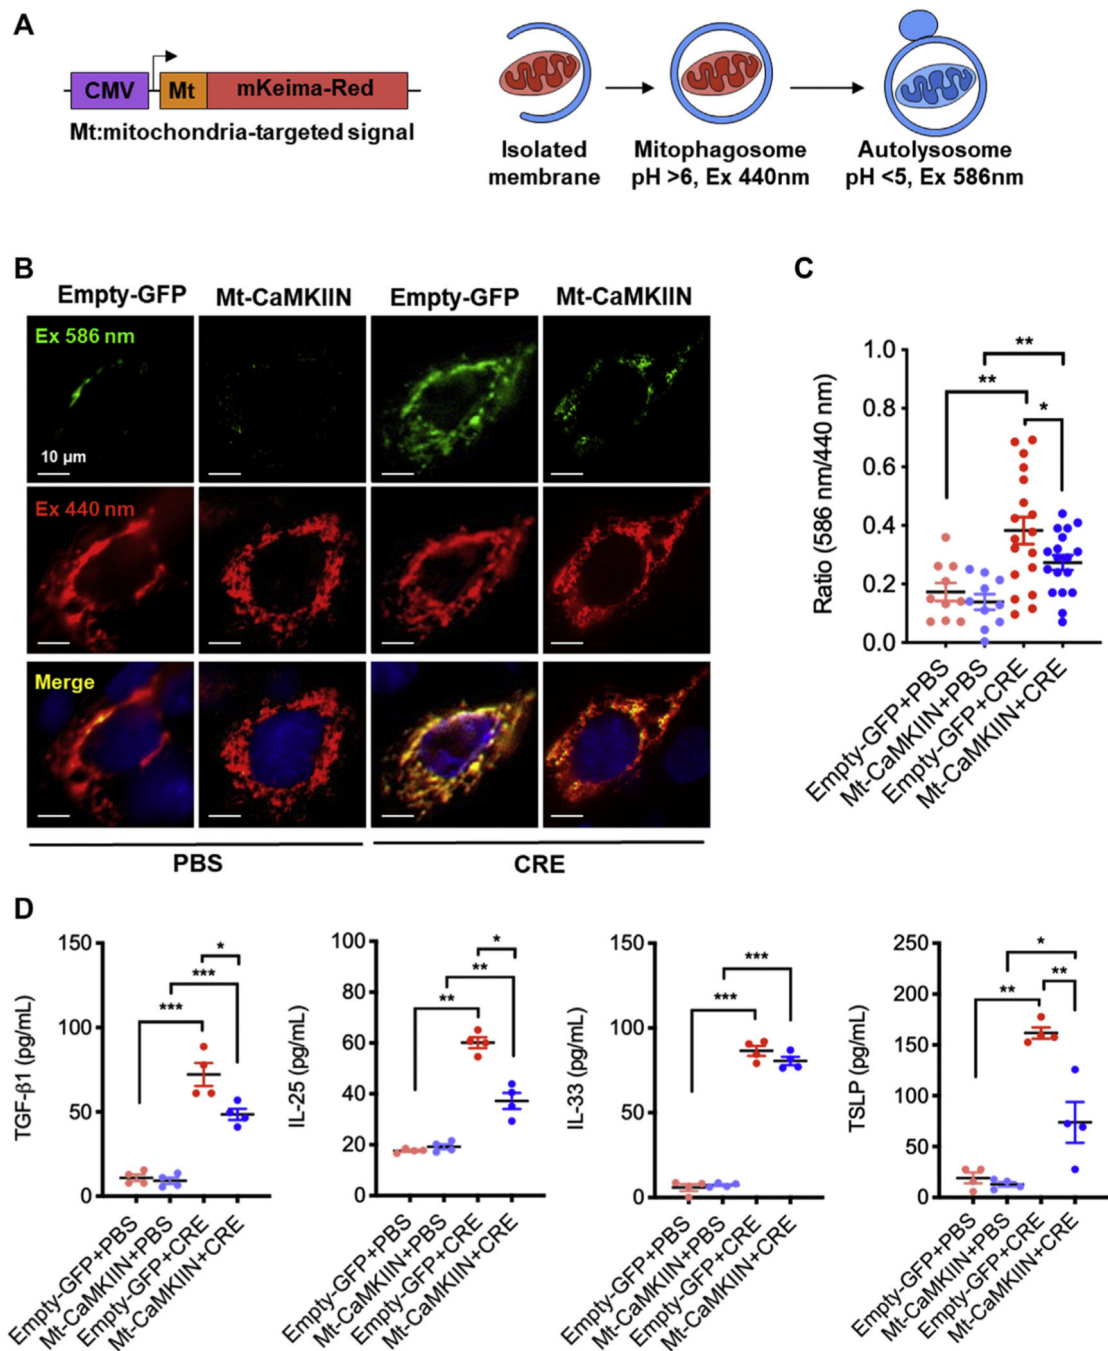 A
CMV
Mt
mKeima-Red
Mt:mitochondria-targeted signal
Isolated
membrane
Mitophagosome
pH >6, Ex 440nm
Autolysosome
pH <5, Ex 586nm
B
Empty-GFP
Mt-CaMKIIN
Empty-GFP
Mt-CaMKIIN
Ex 586 nm
10 μm
Ex 440 nm
Merge
PBS
CRE
C
Ratio (586 nm/440 nm)
1.0
0.8
0.6
0.4
0.2
0.0
**
**
*
Empty-GFP+PBS
Mt-CaMKIIN+PBS
Empty-GFP+CRE
Mt-CaMKIIN+CRE
D
TGF-β1 (pg/mL)
150
100
50
0
*
***
***
Empty-GFP+PBS
Mt-CaMKIIN+PBS
Empty-GFP+CRE
Mt-CaMKIIN+CRE
IL-25 (pg/mL)
100
80
60
40
20
0
*
**
**
Empty-GFP+PBS
Mt-CaMKIIN+PBS
Empty-GFP+CRE
Mt-CaMKIIN+CRE
IL-33 (pg/mL)
150
100
50
0
***
***
Empty-GFP+PBS
Mt-CaMKIIN+PBS
Empty-GFP+CRE
Mt-CaMKIIN+CRE
TSLP (pg/mL)
250
200
150
100
50
0
*
**
**
Empty-GFP+PBS
Mt-CaMKIIN+PBS
Empty-GFP+CRE
Mt-CaMKIIN+CRE